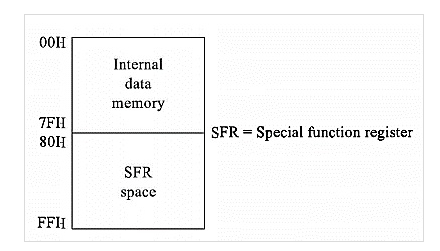 00H
Internal
data
memory
7FH
80H
SFR = Special function register
SFR
space
FFH